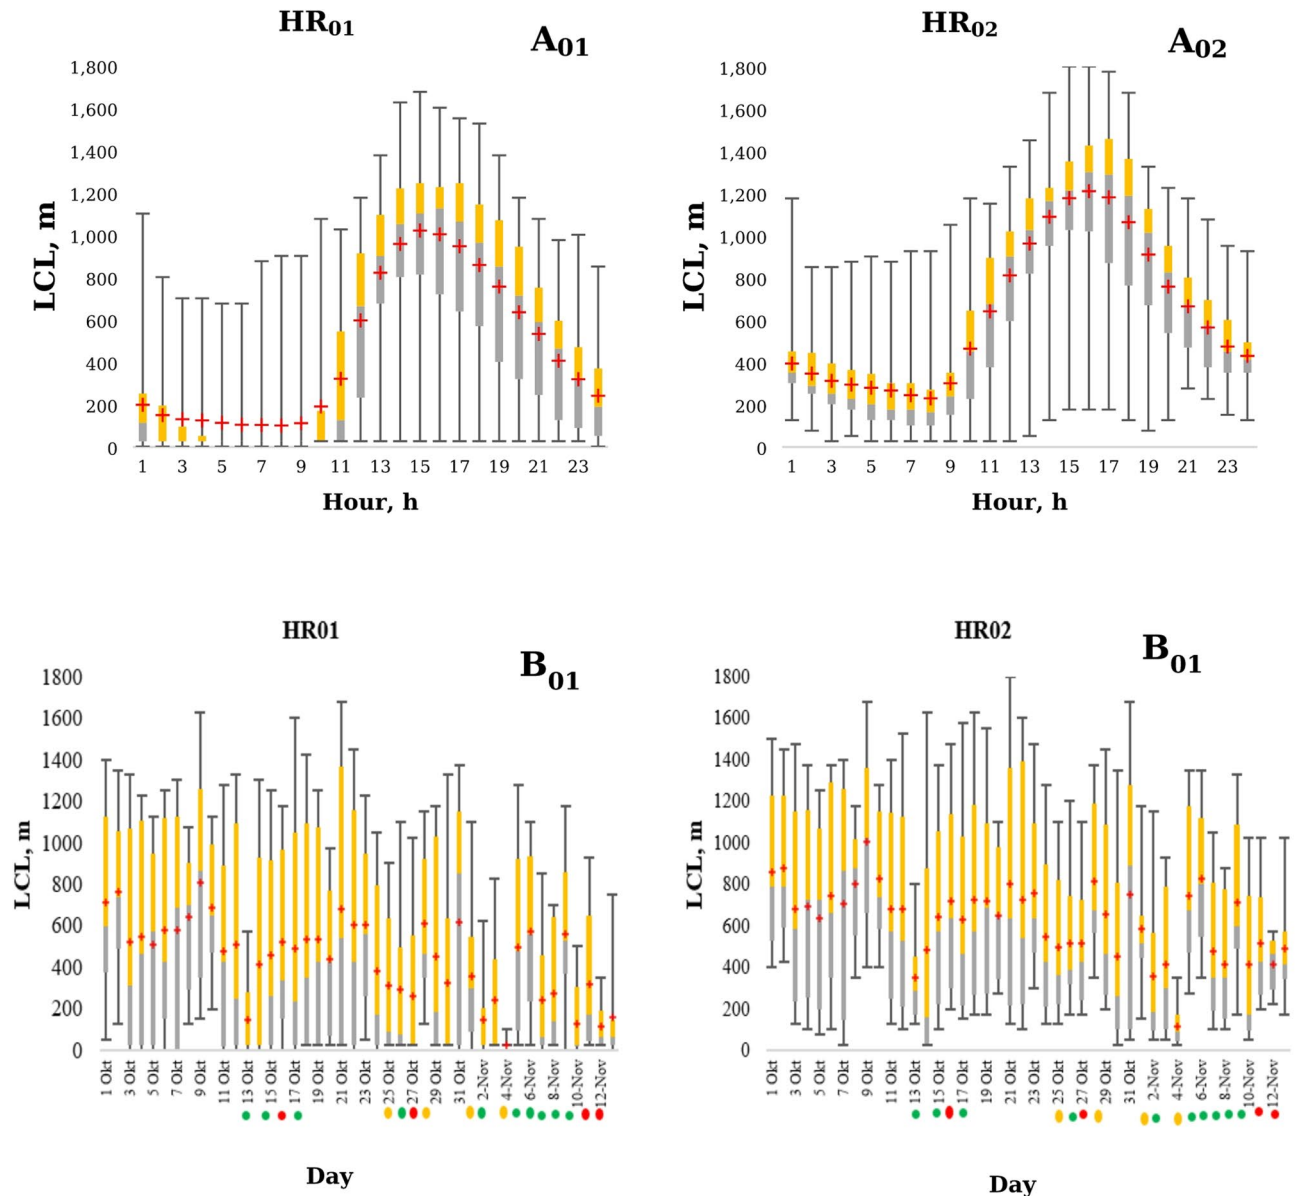 HR01
A01
1,800
1,600
1,400
1,200
1,000
800
600
400
200
0
LCL, m
1 3 5 7 9 11 13 15 17 19 21 23
Hour, h
HR02
A02
1,800
1,600
1,400
1,200
1,000
800
600
400
200
0
LCL, m
1 3 5 7 9 11 13 15 17 19 21 23
Hour, h
HR01
B01
1800
1600
1400
1200
1000
800
600
400
200
0
LCL, m
1 Okt 3 Okt 5 Okt 7 Okt 9 Okt 11 Okt 13 Okt 15 Okt 17 Okt 19 Okt 21 Okt 23 Okt 25 Okt 27 Okt 29 Okt 31 Okt 2-Nov 4-Nov 6-Nov 8-Nov 10-Nov 12-Nov
Day
HR02
B01
1800
1600
1400
1200
1000
800
600
400
200
0
LCL, m
1 Okt 3 Okt 5 Okt 7 Okt 9 Okt 11 Okt 13 Okt 15 Okt 17 Okt 19 Okt 21 Okt 23 Okt 25 Okt 27 Okt 29 Okt 31 Okt 2-Nov 4-Nov 6-Nov 8-Nov 10-Nov 12-Nov
Day